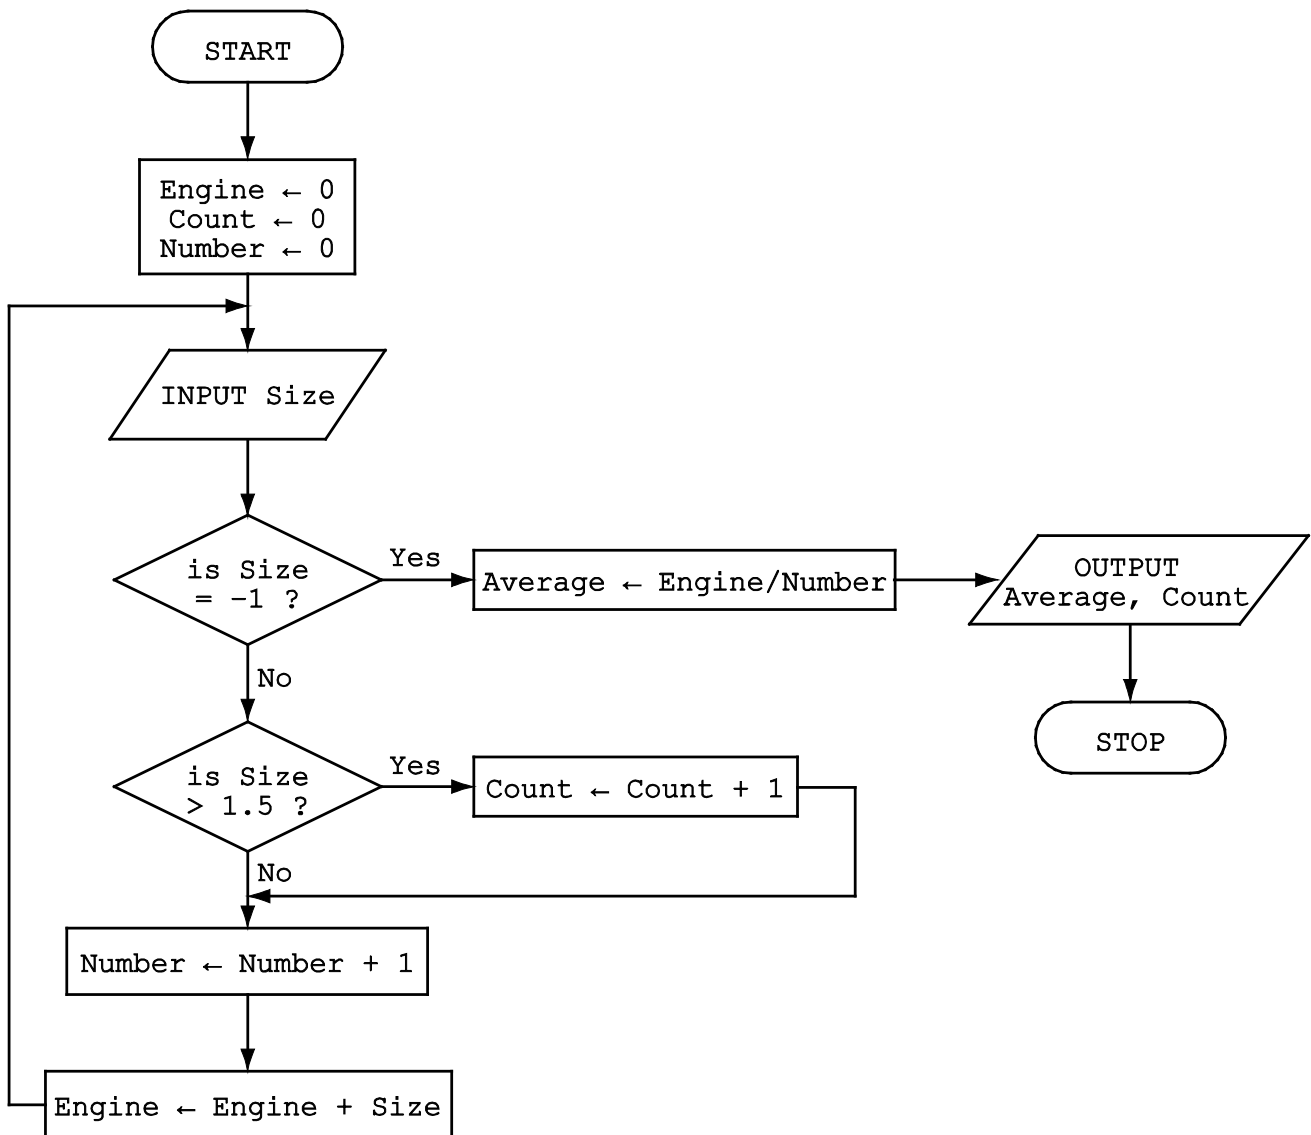 START
Engine ← 0
Count ← 0
Number ← 0
INPUT Size
is Size
= –1 ?
Yes
Average ← Engine/Number
OUTPUT
Average, Count
STOP
No
is Size
> 1.5 ?
Yes
Count ← Count + 1
No
Number ← Number + 1
Engine ← Engine + Size